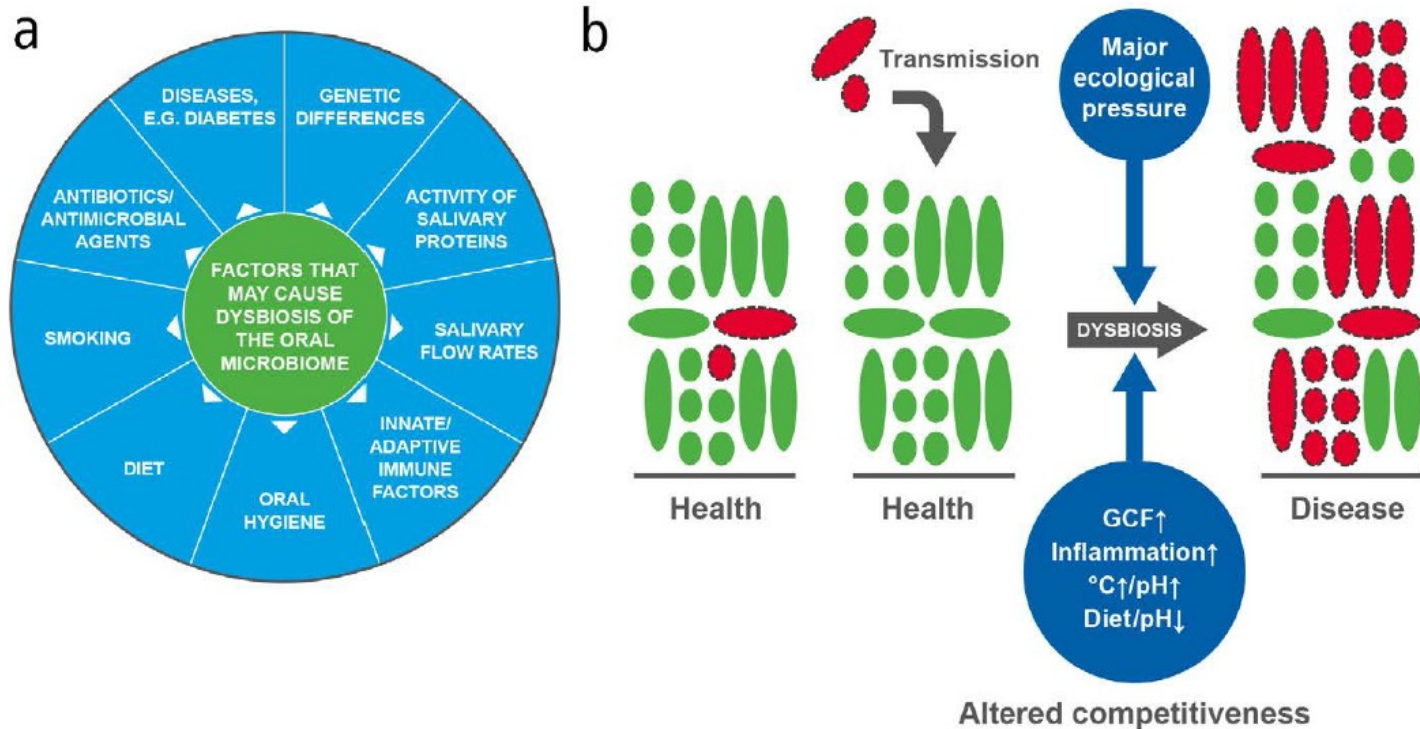 a
DISEASES,
E.G. DIABETES
GENETIC
DIFFERENCES
ANTIBIOTICS/
ANTIMICROBIAL
AGENTS
ACTIVITY OF
SALIVARY
PROTEINS
FACTORS THAT
MAY CAUSE
DYSBIOSIS OF
THE ORAL
MICROBIOME
SMOKING
SALIVARY
FLOW RATES
DIET
ORAL
HYGIENE
INNATE/
ADAPTIVE
IMMUNE
FACTORS
b
Transmission
Major
ecological
pressure
DYSBIOSIS
Health
Health
Disease
GCF↑
Inflammation↑
°C↑/pH↑
Diet/pH↓
Altered competitiveness